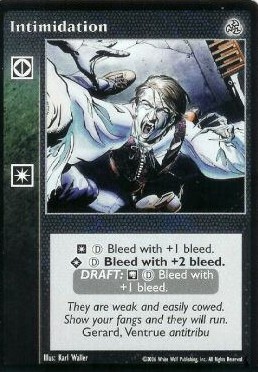 Intimidation
D Bleed with +1 bleed.
D Bleed with +2 bleed.
DRAFT: D Bleed with
+1 bleed.
They are weak and easily cowed.
Show your fangs and they will run.
Gerard, Ventrue antitribu
Illus: Karl Waller
©2006 White Wolf Publishing, Inc. All Rights Reserved.